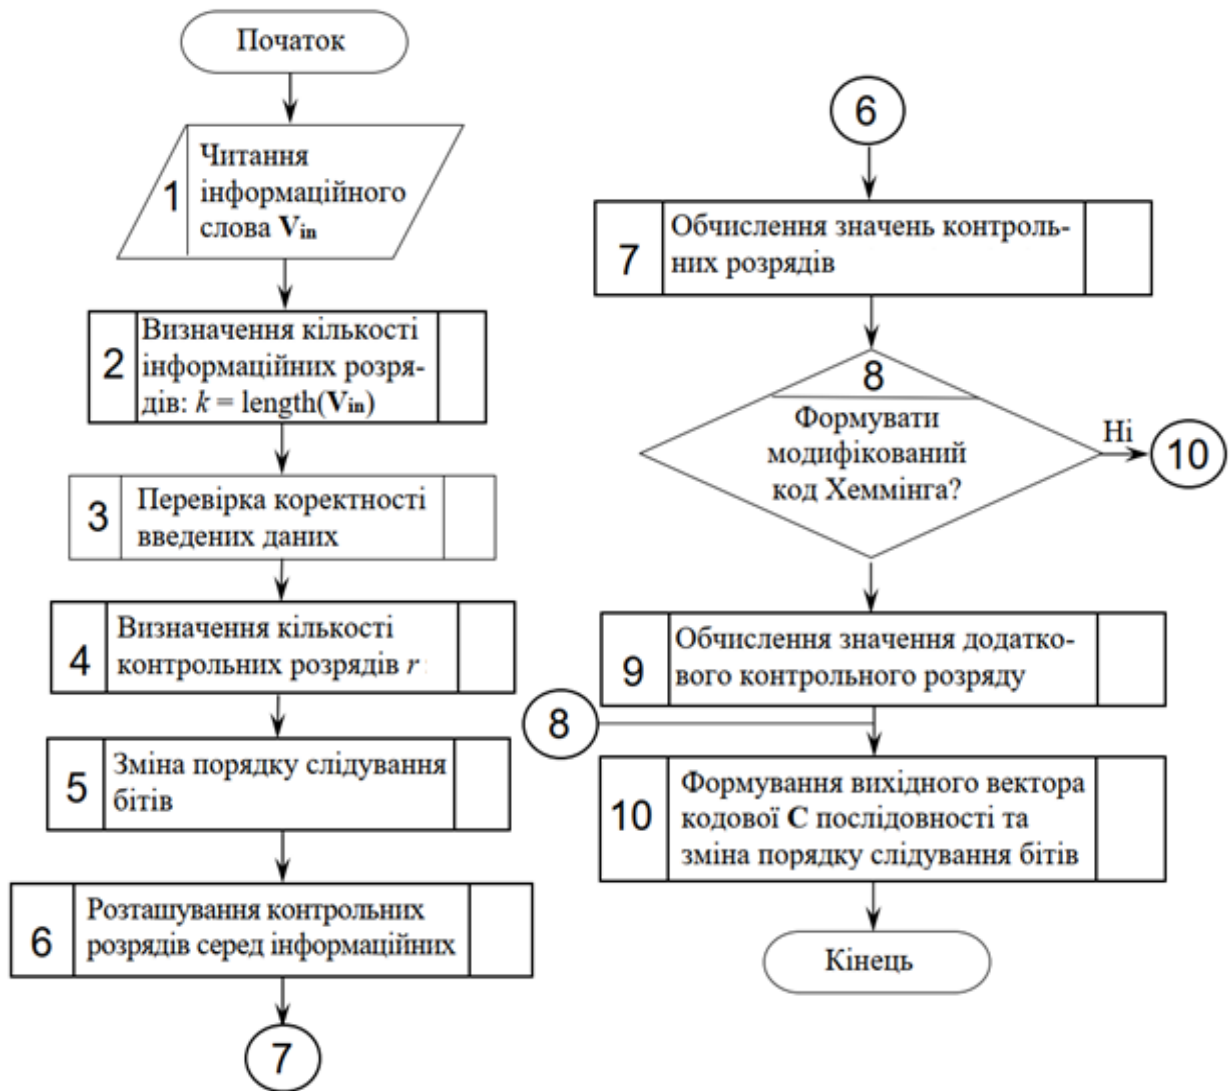 Початок
1
Читання
інформаційного
слова Vin
2
Визначення кількості
інформаційних розря-
дів: k = length(Vin)
3
Перевірка коректності
введених даних
4
Визначення кількості
контрольних розрядів r
5
Зміна порядку слідування
бітів
6
Розташування контрольних
розрядів серед інформаційних
7
6
7
Обчислення значень контроль-
них розрядів
8
Формувати
модифікований
код Хеммінга?
Ні
10
9
Обчислення значення додатко-
вого контрольного розряду
8
10
Формування вихідного вектора
кодової C послідовності та
зміна порядку слідування бітів
Кінець